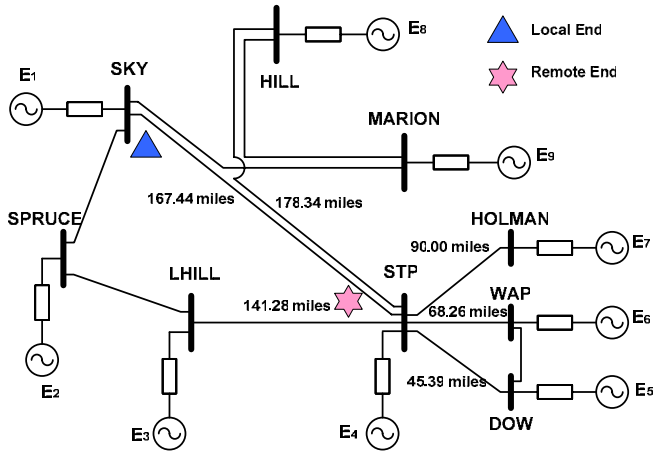 E8
Local End
SKY
HILL
Remote End
E1
MARION
E9
167.44 miles
178.34 miles
SPRUCE
HOLMAN
90.00 miles
E7
LHILL
STP
WAP
141.28 miles
68.26 miles
E6
45.39 miles
E5
E2
DOW
E3
E4